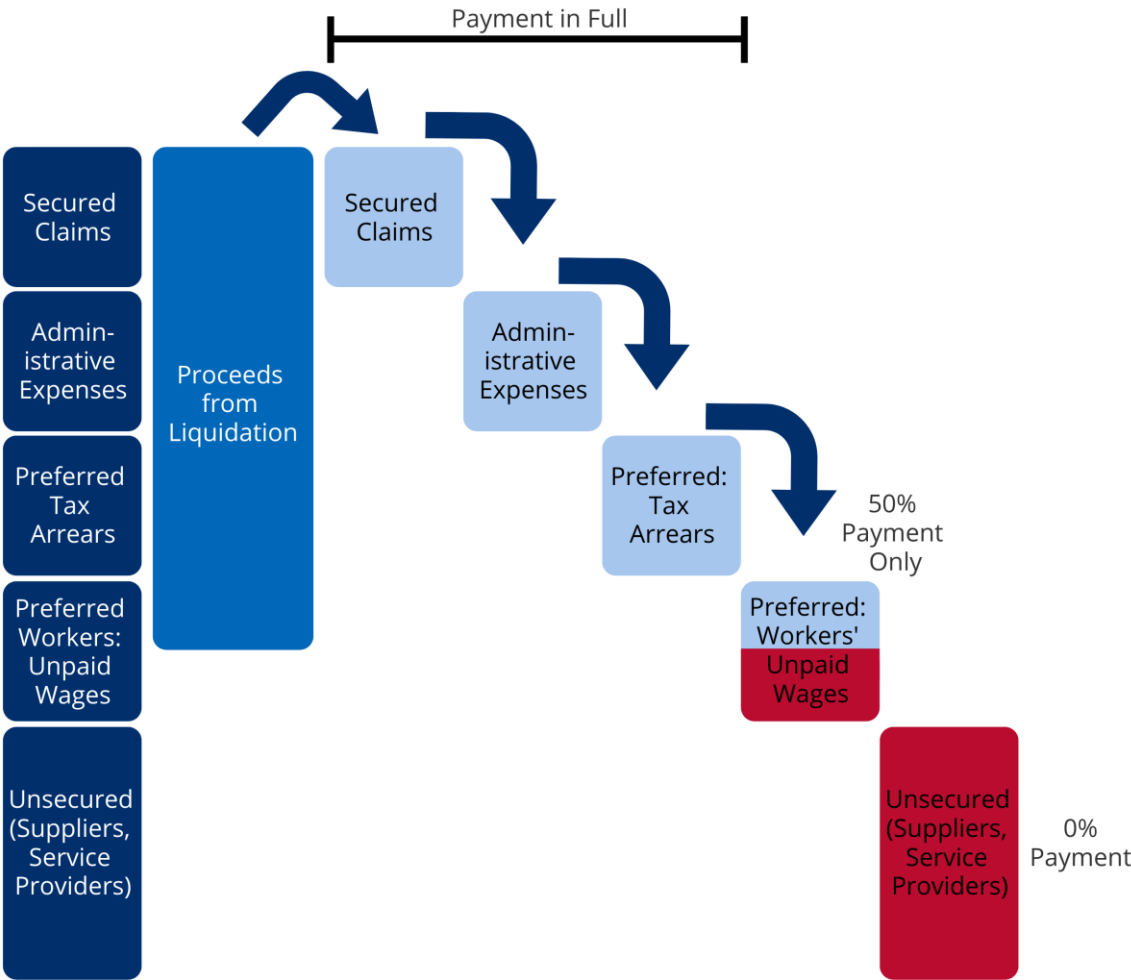 Payment in Full
Secured
Claims
Admin-
istrative
Expenses
Preferred
Tax
Arrears
Preferred
Workers:
Unpaid
Wages
Unsecured
(Suppliers,
Service
Providers)
Proceeds
from
Liquidation
Secured
Claims
Admin-
istrative
Expenses
Preferred:
Tax
Arrears
50%
Payment
Only
Preferred:
Workers'
Unpaid
Wages
Unsecured
(Suppliers,
Service
Providers)
0%
Payment